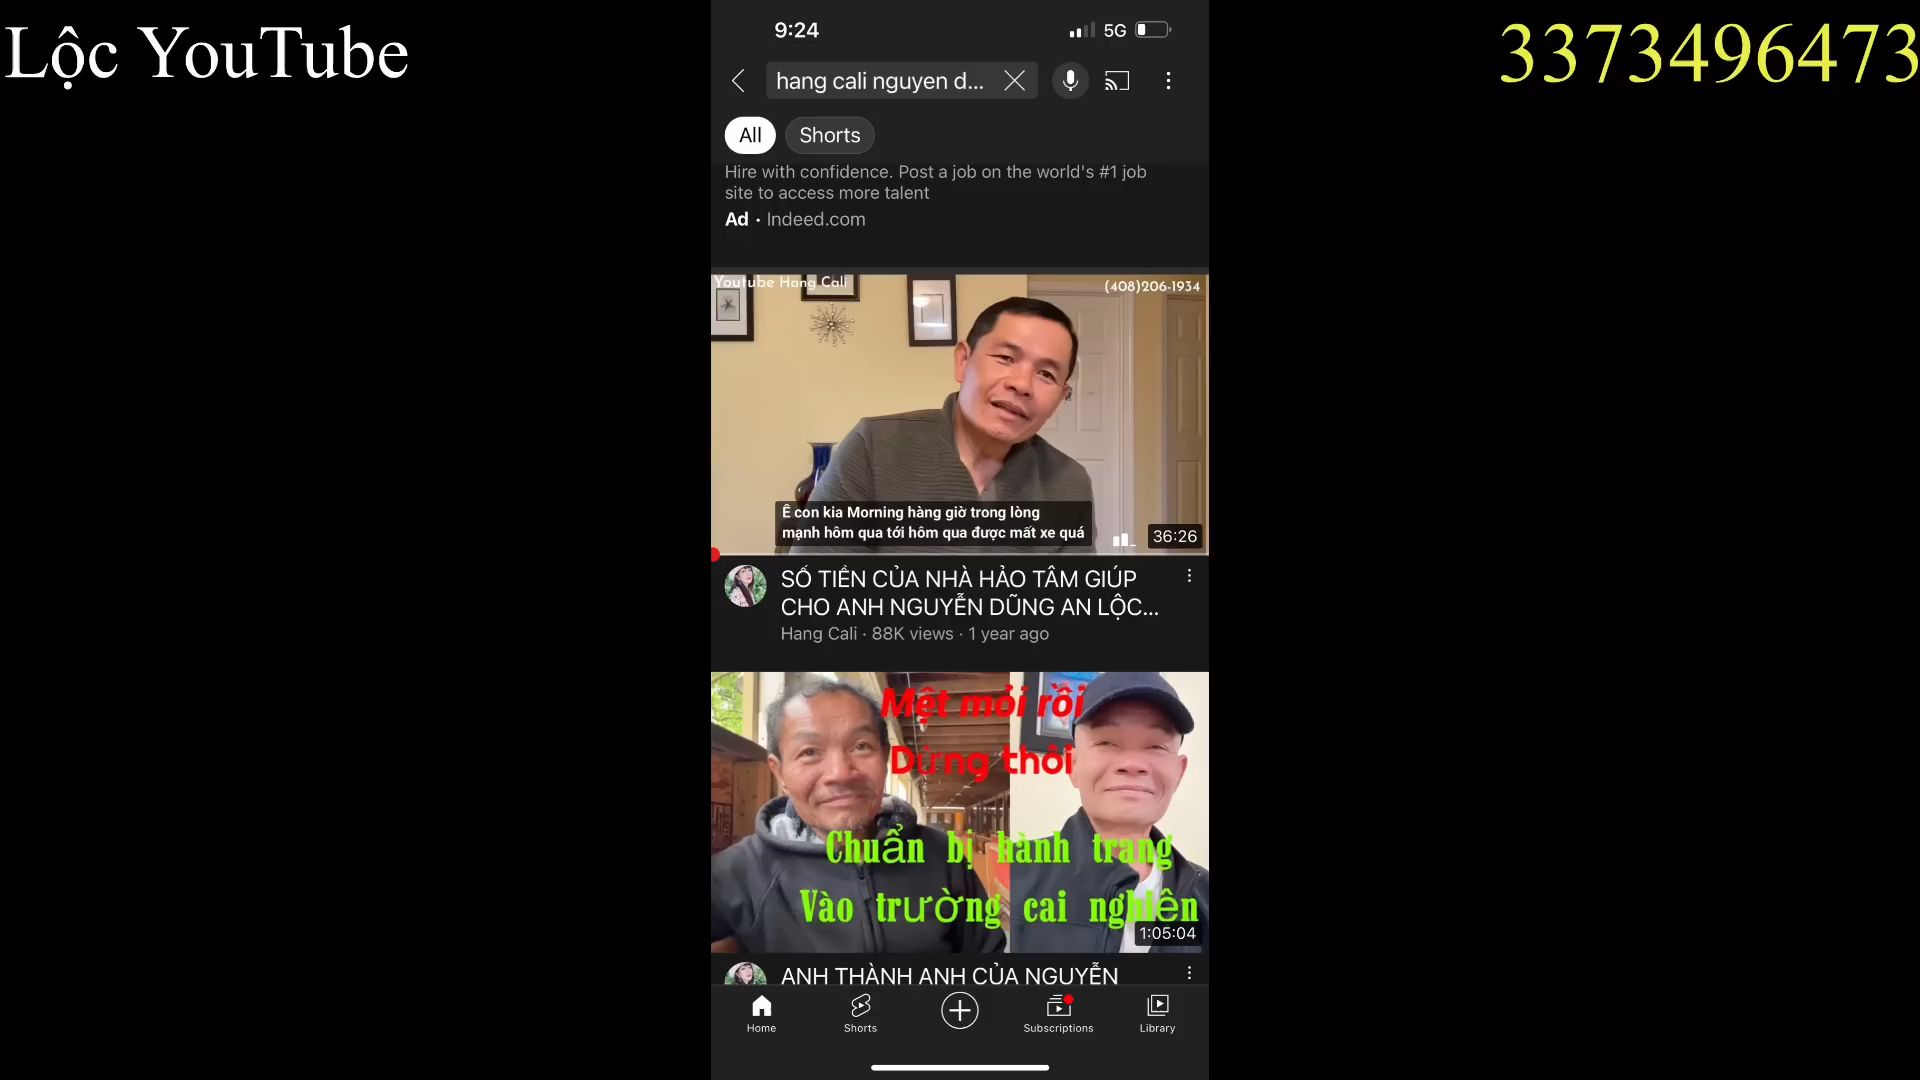 Lộc YouTube
3373496473
9:24
5G
hang cali nguyen d...
All
Shorts
Hire with confidence. Post a job on the world's #1 job
site to access more talent
Ad · Indeed.com
Youtube Hang Cali
(408)206-1934
Ê con kia Morning hàng giờ trong lòng
mạnh hôm qua tới hôm qua được mất xe quá
36:26
SỐ TIỀN CỦA NHÀ HẢO TÂM GIÚP
CHO ANH NGUYỄN DŨNG AN LỘC...
Hang Cali · 88K views · 1 year ago
Mệt mỏi rồi
Dừng thôi
Chuẩn bị hành trang
Vào trường cai nghiên
1:05:04
ANH THÀNH ANH CỦA NGUYỄN
Home
Shorts
Subscriptions
Library